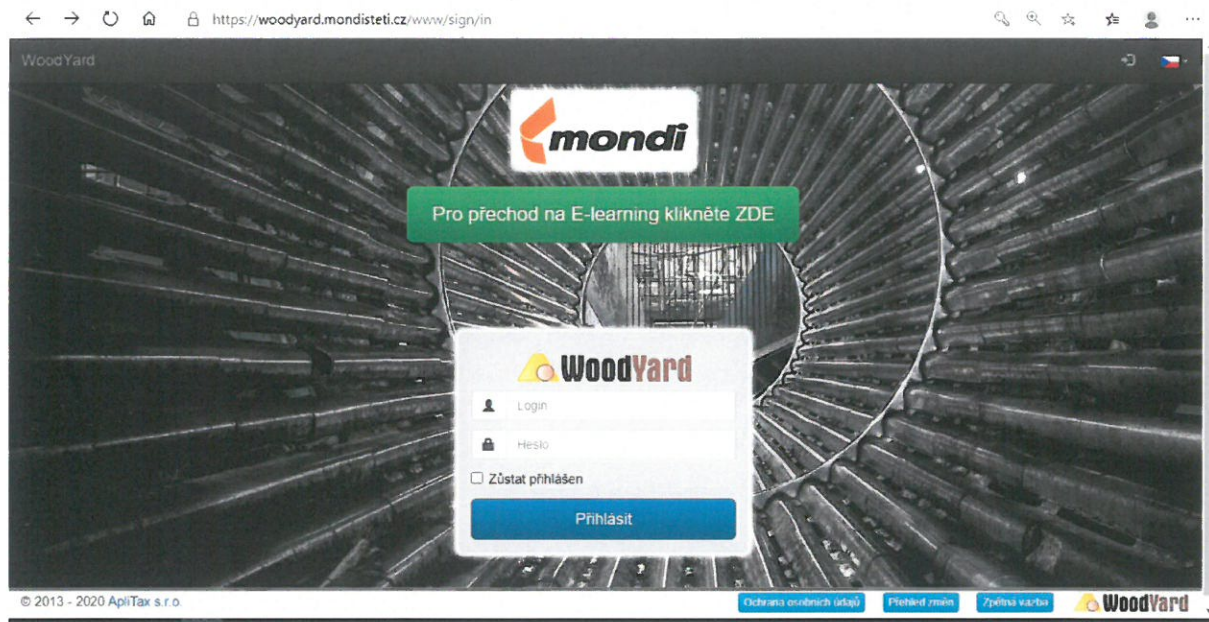 https://woodyard.mondisteti.cz/www/sign/in
WoodYard
mondi
Pro přechod na E-learning klikněte ZDE
WoodYard
Login
Heslo
Zůstat přihlášen
Přihlásit
© 2013 - 2020 ApliTax s.r.o.
Ochrana osobních údajů
Přehled změn
Zpětná vazba
WoodYard